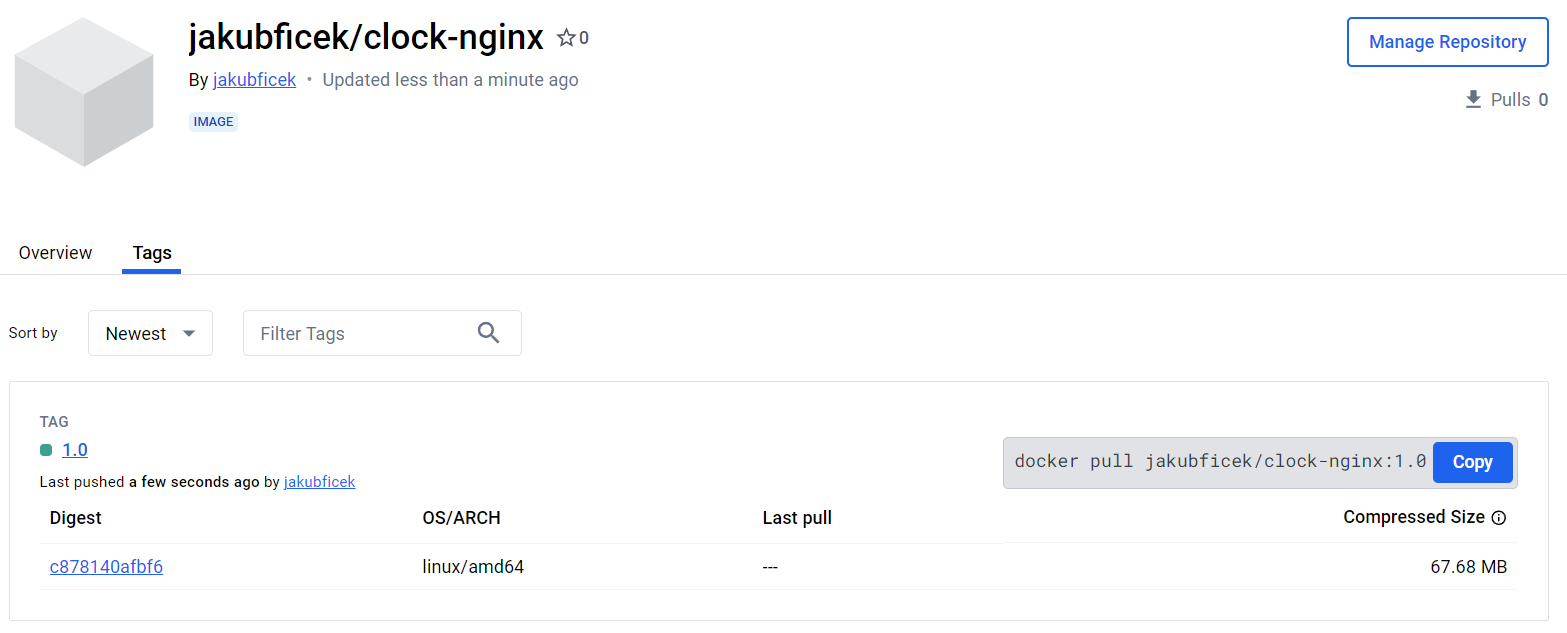 jakubficek/clock-nginx 0
Manage Repository
By jakubficek • Updated less than a minute ago
Pulls 0
IMAGE
Overview Tags
Sort by Newest Filter Tags
TAG
1.0
docker pull jakubficek/clock-nginx:1.0 Copy
Last pushed a few seconds ago by jakubficek
Digest OS/ARCH Last pull Compressed Size
c878140afbf6 linux/amd64 --- 67.68 MB